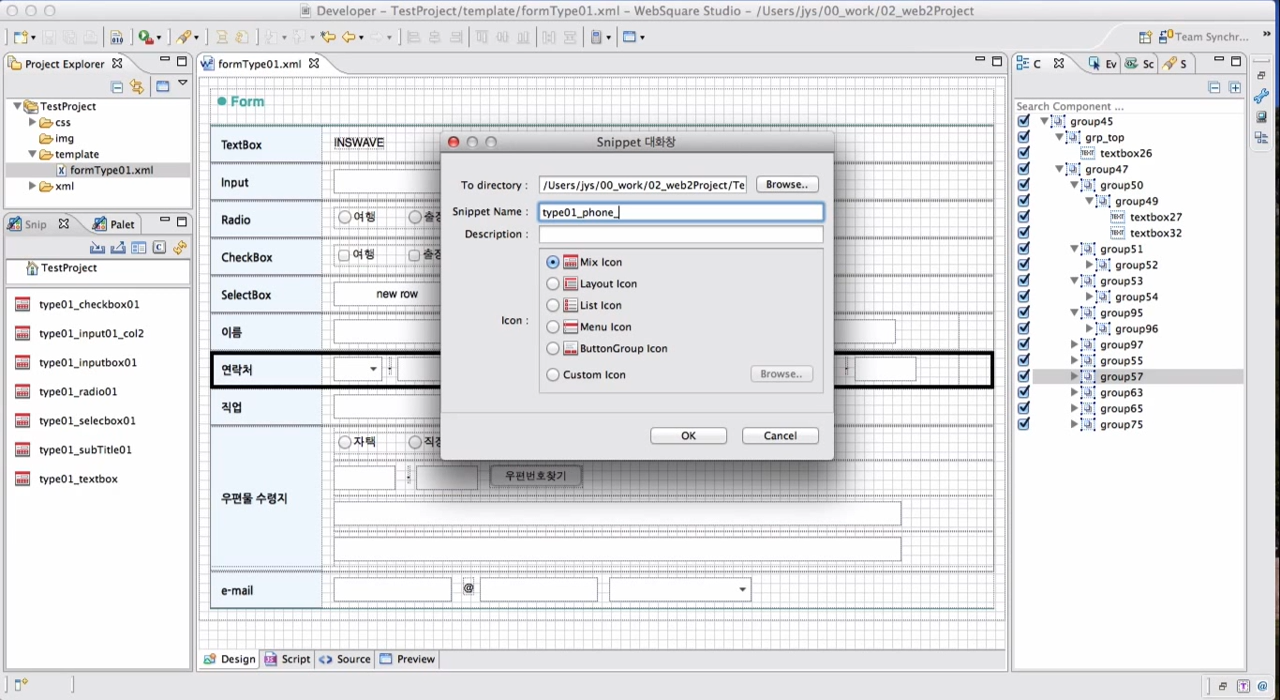 Developer - TestProject/template/formType01.xml - WebSquare Studio - /Users/jys/00_work/02_web2Project
Team Synchr...
Project Explorer
TestProject
css
img
template
formType01.xml
xml
Snip
Palet
TestProject
type01_checkbox01
type01_input01_col2
type01_inputbox01
type01_radio01
type01_selecbox01
type01_subTitle01
type01_textbox
formType01.xml
Form
TextBox
INSWAVE
Input
Radio
여행
출장
CheckBox
여행
출장
SelectBox
new row
이름
연락처
직업
우편물 수령지
자택
직장
우편번호찾기
e-mail
@
Snippet 대화창
To directory :
/Users/jys/00_work/02_web2Project/Te
Browse..
Snippet Name :
type01_phone_
Description :
Icon :
Mix Icon
Layout Icon
List Icon
Menu Icon
ButtonGroup Icon
Custom Icon
Browse..
OK
Cancel
Design
Script
Source
Preview
C
Ev
Sc
S
Search Component ...
group45
grp_top
textbox26
group47
group50
group49
textbox27
textbox32
group51
group52
group53
group54
group95
group96
group97
group55
group57
group63
group65
group75